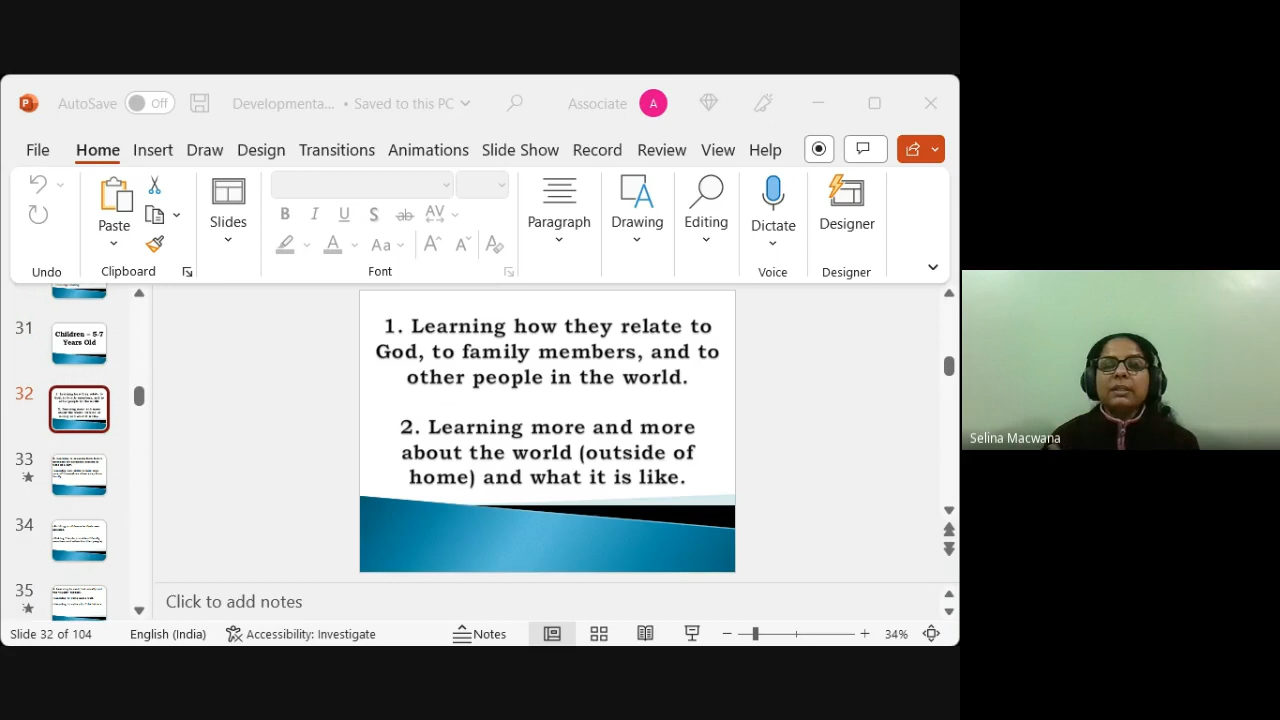 AutoSave Off Developmenta... • Saved to this PC Associate A
File Home Insert Draw Design Transitions Animations Slide Show Record Review View Help
Paste Slides B I U S ab AV Aa A A A Paragraph Drawing Editing Dictate Designer
Undo Clipboard Font Voice Designer
31
Children – 5-7
Years Old
32
33
34
35
1. Learning how they relate to
God, to family members, and to
other people in the world.
2. Learning more and more
about the world (outside of
home) and what it is like.
Click to add notes
Slide 32 of 104 English (India) Accessibility: Investigate Notes 34%
Selina Macwana